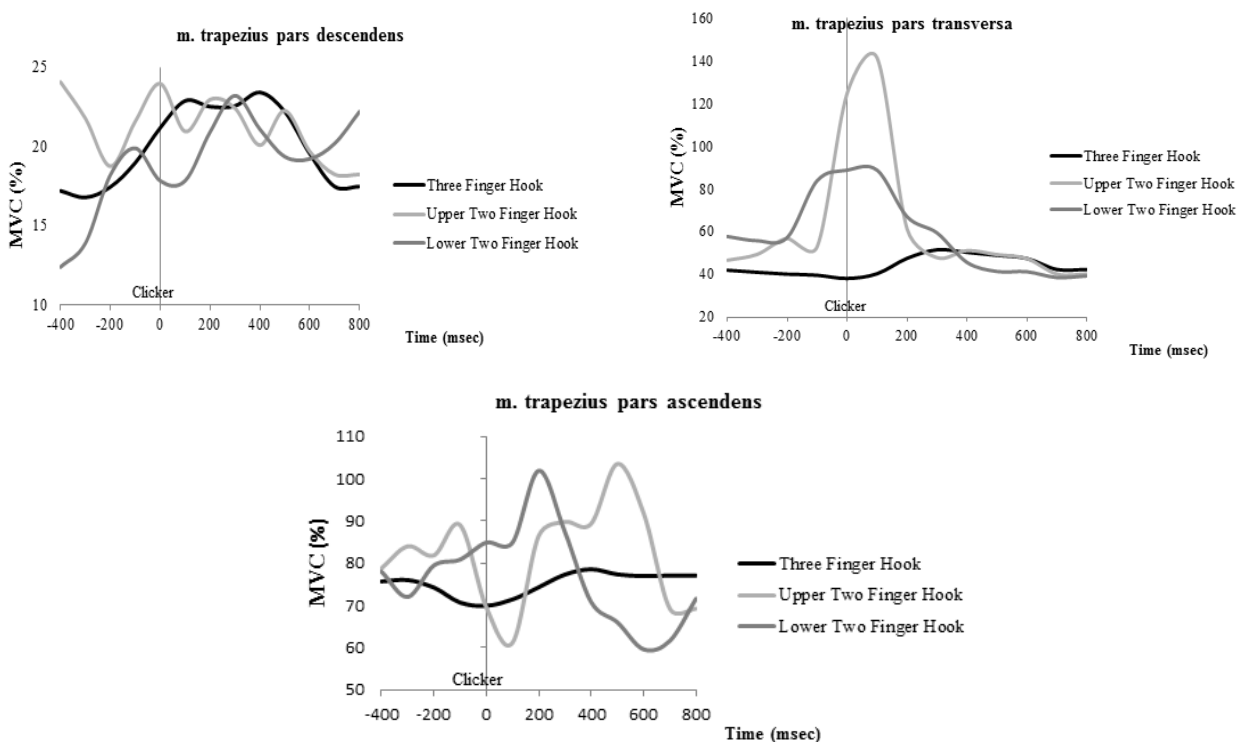 m. trapezius pars descendens
25
20
15
10
MVC (%)
Clicker
-400 -200 0 200 400 600 800
Time (msec)
Three Finger Hook
Upper Two Finger Hook
Lower Two Finger Hook
m. trapezius pars transversa
160
140
120
100
80
60
40
20
MVC (%)
Clicker
-400 -200 0 200 400 600 800
Time (msec)
Three Finger Hook
Upper Two Finger Hook
Lower Two Finger Hook
m. trapezius pars ascendens
110
100
90
80
70
60
50
MVC (%)
Clicker
-400 -200 0 200 400 600 800
Time (msec)
Three Finger Hook
Upper Two Finger Hook
Lower Two Finger Hook